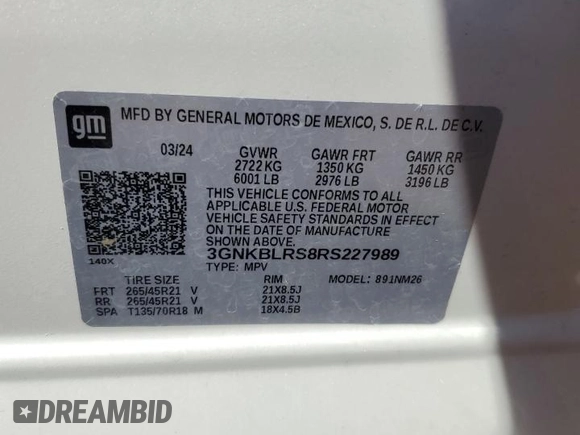 gm
MFD BY GENERAL MOTORS DE MEXICO, S. DE R.L. DE C.V.
03/24 GVWR GAWR FRT GAWR RR
2722 KG 1350 KG 1450 KG
6001 LB 2976 LB 3196 LB
THIS VEHICLE CONFORMS TO ALL
APPLICABLE U.S. FEDERAL MOTOR
VEHICLE SAFETY STANDARDS IN EFFECT
ON THE DATE OF MANUFACTURE
SHOWN ABOVE.
3GNKBLRS8RS227989
140X
TYPE: MPV MODEL: 891NM26
TIRE SIZE RIM
FRT 265/45R21 V 21X8.5J
RR 265/45R21 V 21X8.5J
SPA T135/70R18 M 18X4.5B
#DREAMBID